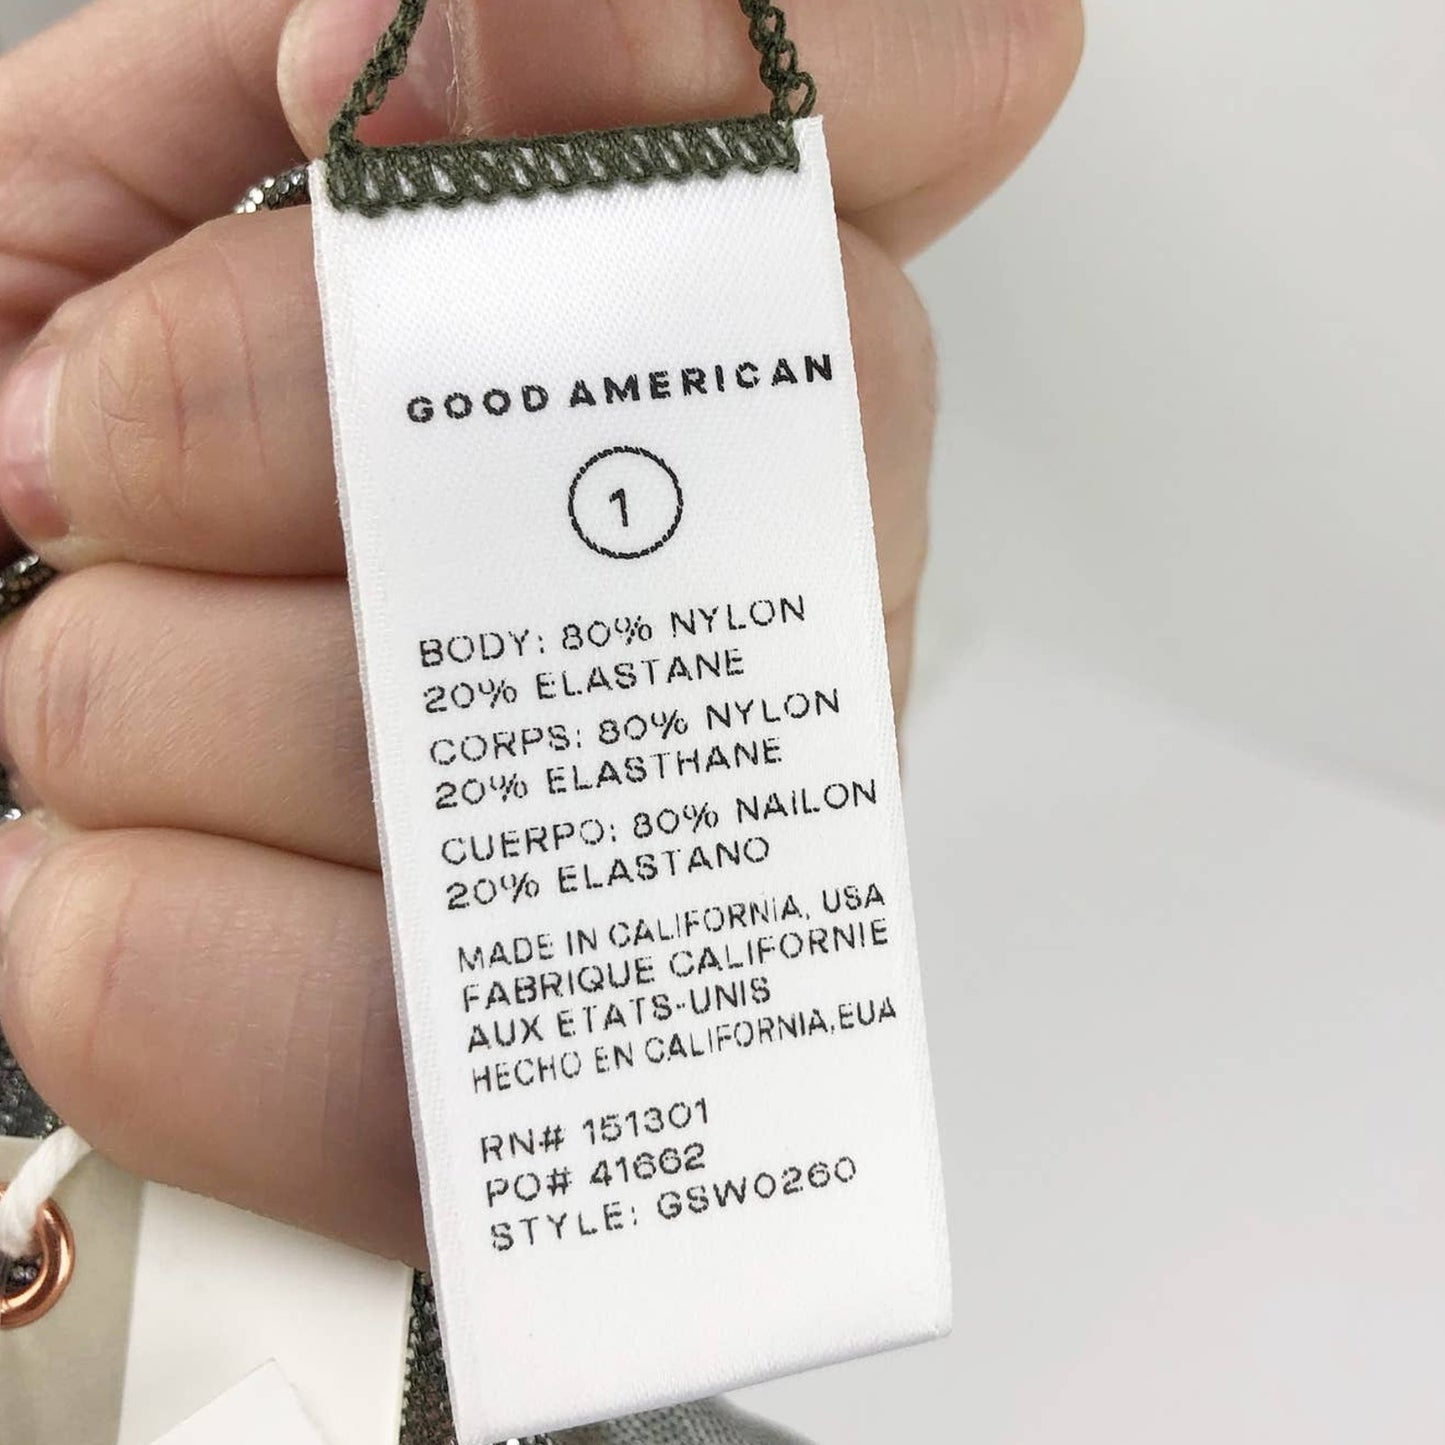 GOOD AMERICAN
1
BODY: 80% NYLON
20% ELASTANE
CORPS: 80% NYLON
20% ELASTHANE
CUERPO: 80% NAILON
20% ELASTANO
MADE IN CALIFORNIA, USA
FABRIQUE CALIFORNIE
AUX ETATS-UNIS
HECHO EN CALIFORNIA,EUA
RN# 151301
PO# 41662
STYLE: GSW0260